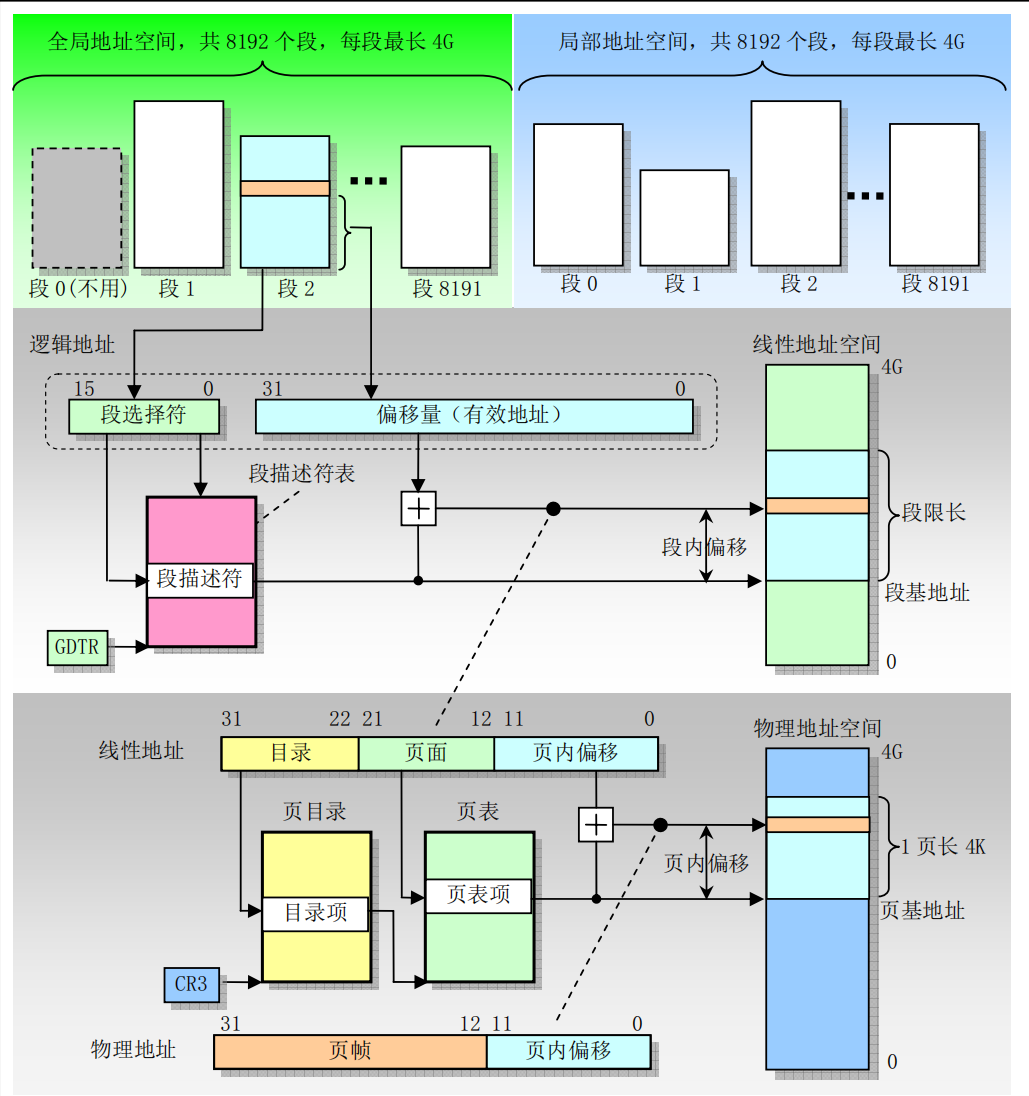 全局地址空间，共 8192 个段，每段最长 4G
局部地址空间，共 8192 个段，每段最长 4G
段 0(不用)
段 1
段 2
段 8191
段 0
段 1
段 2
段 8191
逻辑地址
线性地址空间
15
0
31
0
4G
段选择符
偏移量（有效地址）
段描述符表
段限长
段内偏移
段描述符
段基地址
GDTR
0
31
22
21
12
11
0
物理地址空间
线性地址
目录
页面
页内偏移
4G
页目录
页表
1 页长 4K
页内偏移
页表项
目录项
页基地址
CR3
31
12
11
0
物理地址
页帧
页内偏移
0